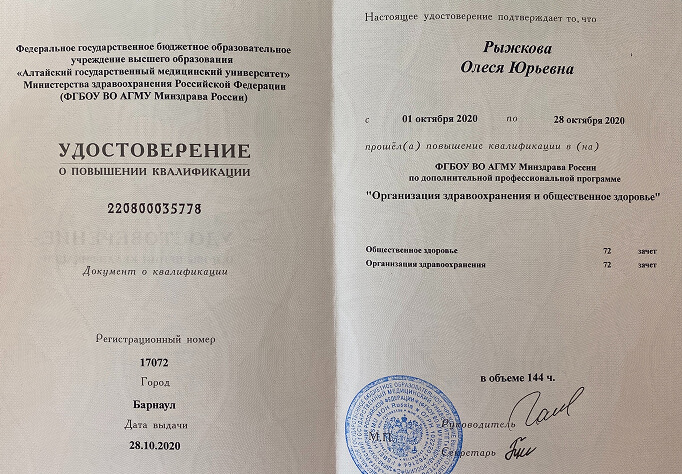 Федеральное государственное бюджетное образовательное
учреждение высшего образования
«Алтайский государственный медицинский университет»
Министерства здравоохранения Российской Федерации
(ФГБОУ ВО АГМУ Минздрава России)
УДОСТОВЕРЕНИЕ
О ПОВЫШЕНИИ КВАЛИФИКАЦИИ
220800035778
Документ о квалификации
Регистрационный номер
17072
Город
Барнаул
Дата выдачи
28.10.2020
Настоящее удостоверение подтверждает то, что
Рыжкова
Олеся Юрьевна
с 01 октября 2020 по 28 октября 2020
прошёл(а) повышение квалификации в (на)
ФГБОУ ВО АГМУ Минздрава России
по дополнительной профессиональной программе
"Организация здравоохранения и общественное здоровье"
Общественное здоровье 72 зачет
Организация здравоохранения 72 зачет
в объеме 144 ч.
М.П.
Руководитель
Секретарь